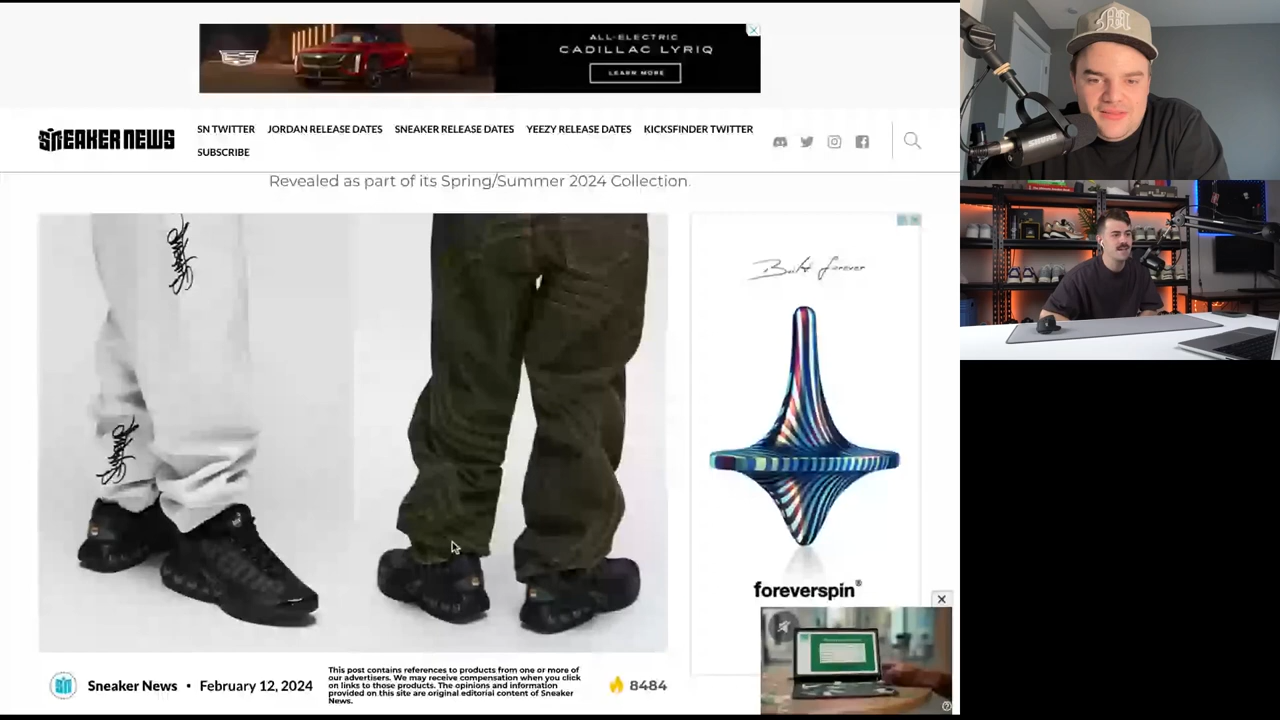 ALL-ELECTRIC
CADILLAC LYRIQ
LEARN MORE
SNEAKER NEWS
SN TWITTER
JORDAN RELEASE DATES
SNEAKER RELEASE DATES
YEEZY RELEASE DATES
KICKSFINDER TWITTER
SUBSCRIBE
Revealed as part of its Spring/Summer 2024 Collection.
Built forever
foreverspin®
Sneaker News • February 12, 2024
This post contains references to products from one or more of
our advertisers. We may receive compensation when you click
on links to those products. The opinions and information
provided on this site are original editorial content of Sneaker
News.
8484
SHURE